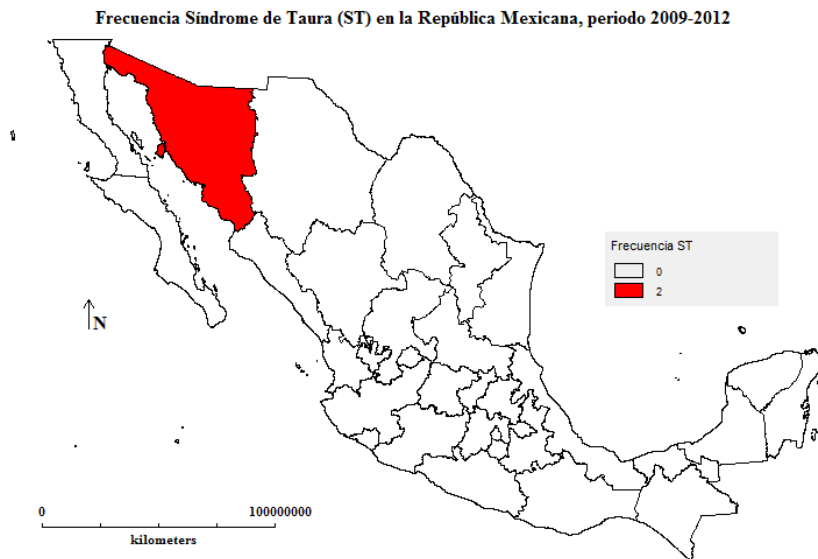 Frecuencia Síndrome de Taura (ST) en la República Mexicana, periodo 2009-2012
Frecuencia ST
0
2
N
0 100000000
kilometers